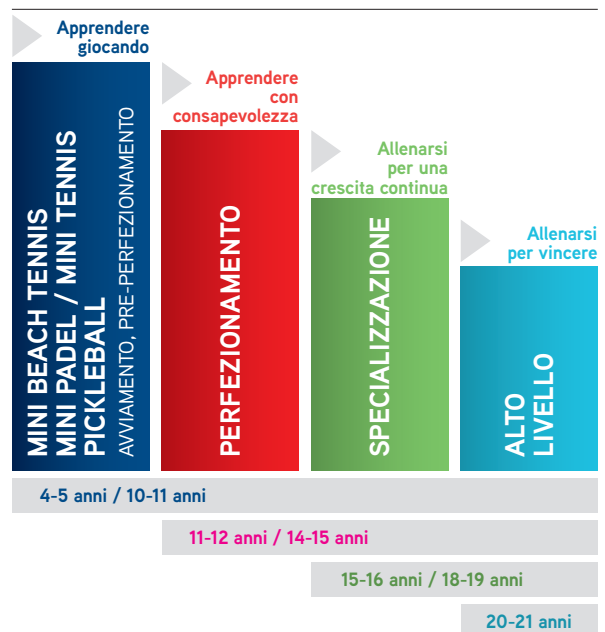 Apprendere
giocando
MINI BEACH TENNIS
MINI PADEL / MINI TENNIS
PICKLEBALL
AVVIAMENTO, PRE-PERFEZIONAMENTO
Apprendere
con
consapevolezza
PERFEZIONAMENTO
Allenarsi
per una
crescita continua
SPECIALIZZAZIONE
Allenarsi
per vincere
ALTO
LIVELLO
4-5 anni / 10-11 anni
11-12 anni / 14-15 anni
15-16 anni / 18-19 anni
20-21 anni